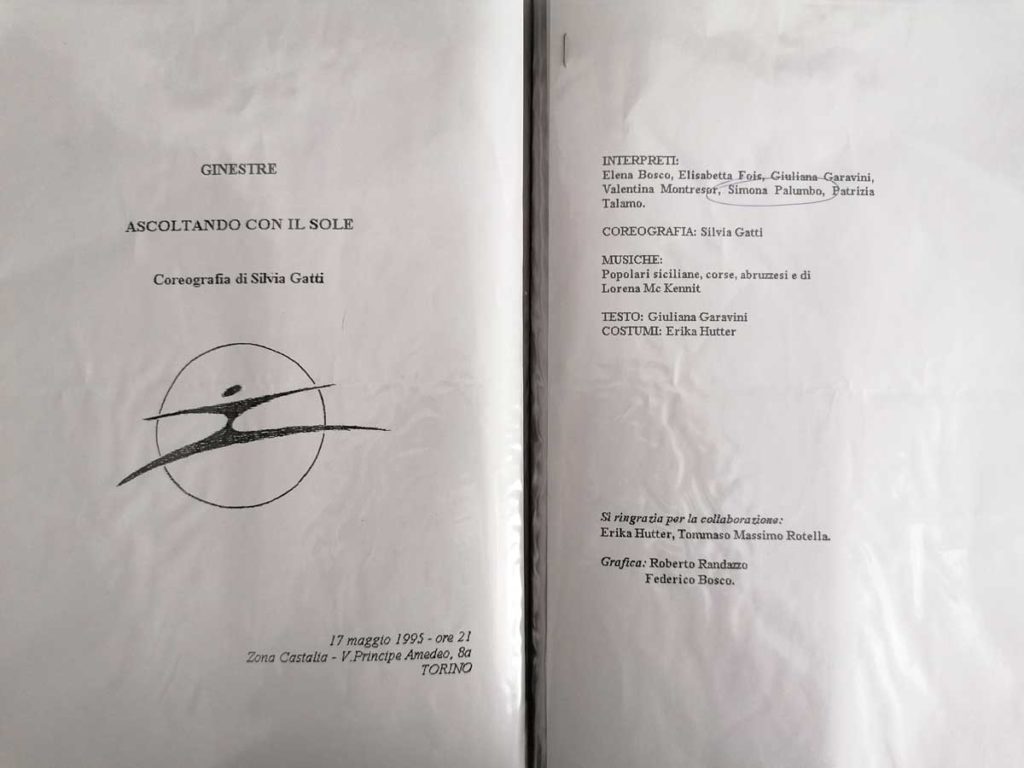 GINESTRE
ASCOLTANDO CON IL SOLE
Coreografia di Silvia Gatti
17 maggio 1995 - ore 21
Zona Castalia - V.Principe Amedeo, 8a
TORINO
INTERPRETI:
Elena Bosco, Elisabetta Fois, Giuliana Garavini,
Valentina Montresor, Simona Palumbo, Patrizia
Talamo.
COREOGRAFIA: Silvia Gatti
MUSICHE:
Popolari siciliane, corse, abruzzesi e di
Lorena Mc Kennit
TESTO: Giuliana Garavini
COSTUMI: Erika Hutter
Si ringrazia per la collaborazione:
Erika Hutter, Tommaso Massimo Rotella.
Grafica: Roberto Randazzo
Federico Bosco.